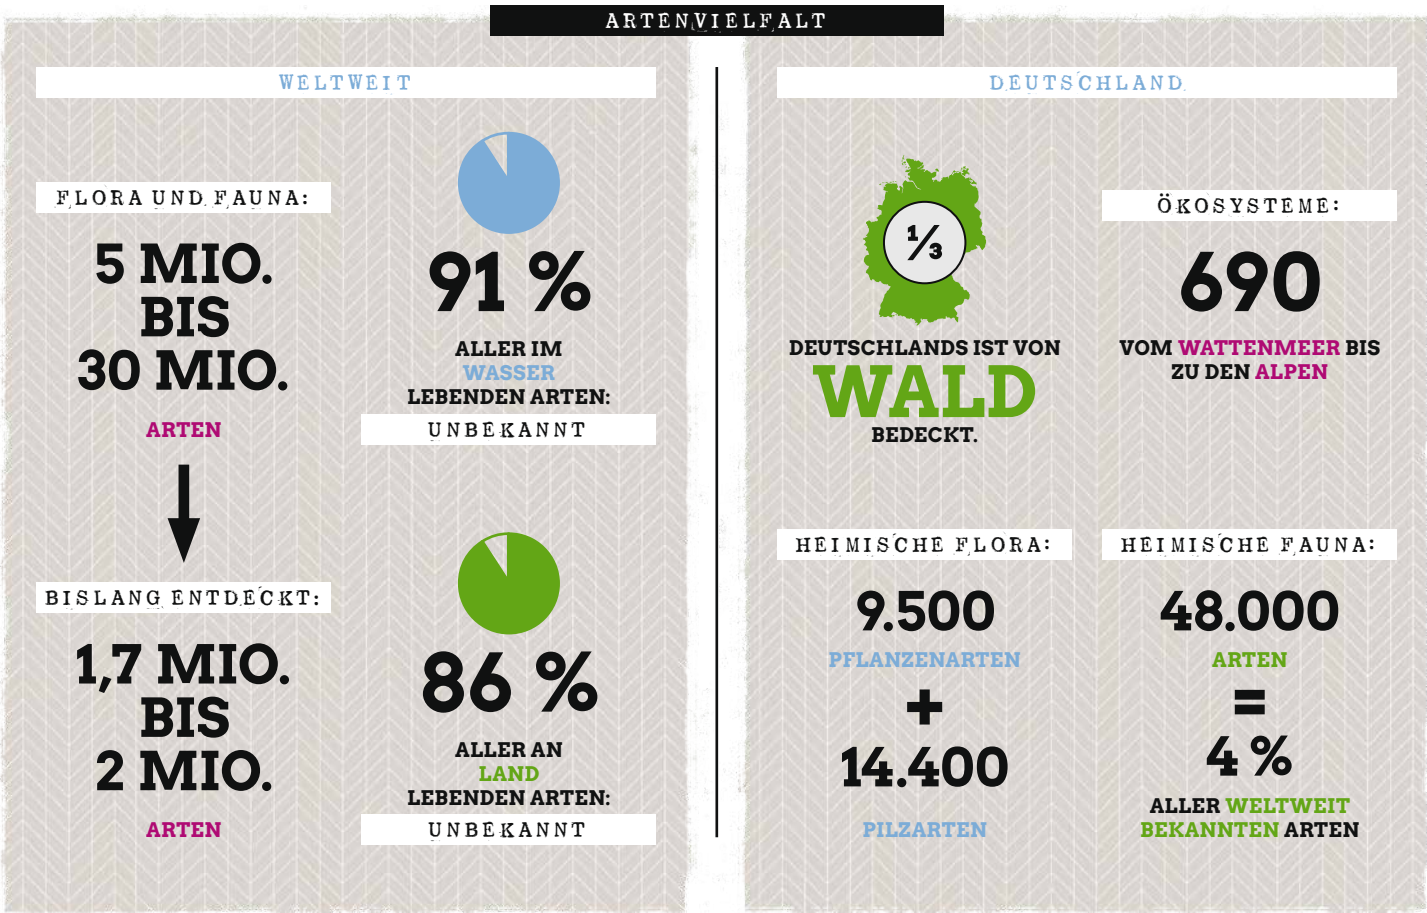 ARTENVIELFALT
WELTWEIT
FLORA UND FAUNA:
5 MIO.
BIS
30 MIO.
ARTEN
BISLANG ENTDECKT:
1,7 MIO.
BIS
2 MIO.
ARTEN
91 %
ALLER IM
WASSER
LEBENDEN ARTEN:
UNBEKANNT
86 %
ALLER AN
LAND
LEBENDEN ARTEN:
UNBEKANNT
DEUTSCHLAND
1/3
DEUTSCHLANDS IST VON
WALD
BEDECKT.
ÖKOSYSTEME:
690
VOM WATTENMEER BIS
ZU DEN ALPEN
HEIMISCHE FLORA:
9.500
PFLANZENARTEN
+
14.400
PILZARTEN
HEIMISCHE FAUNA:
48.000
ARTEN
=
4 %
ALLER WELTWEIT
BEKANNTEN ARTEN